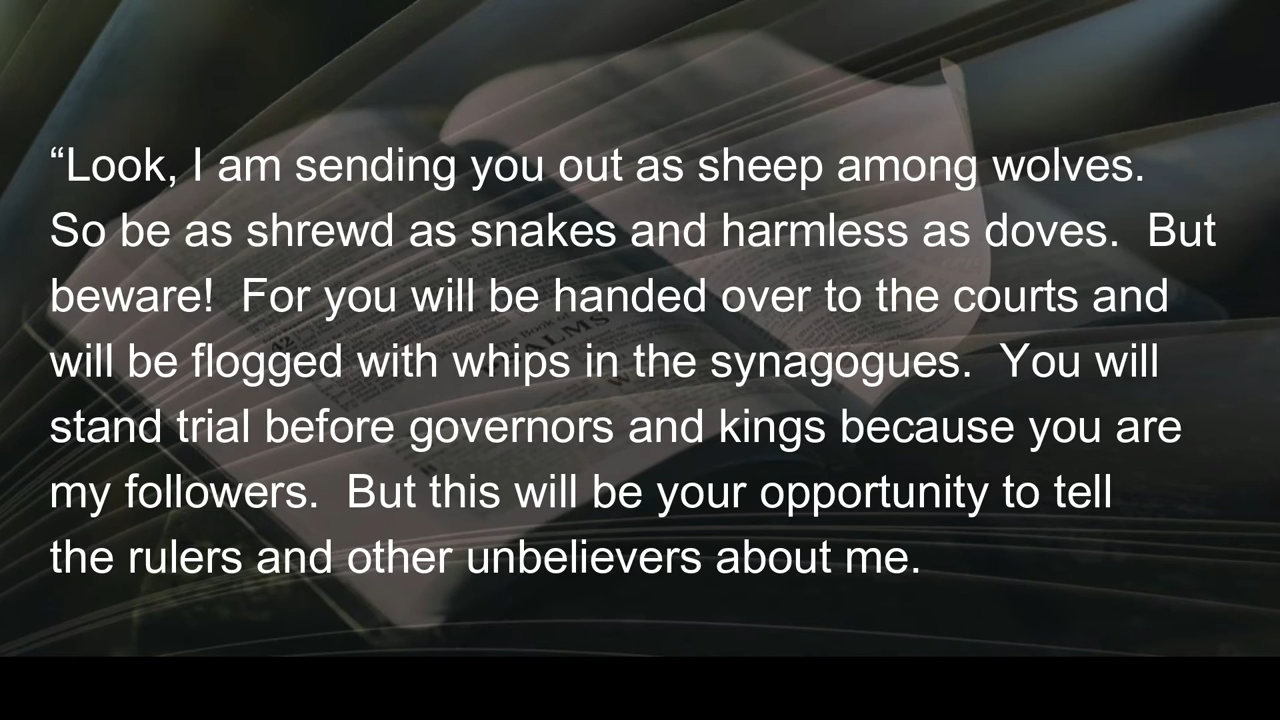 “Look, I am sending you out as sheep among wolves.
So be as shrewd as snakes and harmless as doves.  But
beware!  For you will be handed over to the courts and
will be flogged with whips in the synagogues.  You will
stand trial before governors and kings because you are
my followers.  But this will be your opportunity to tell
the rulers and other unbelievers about me.